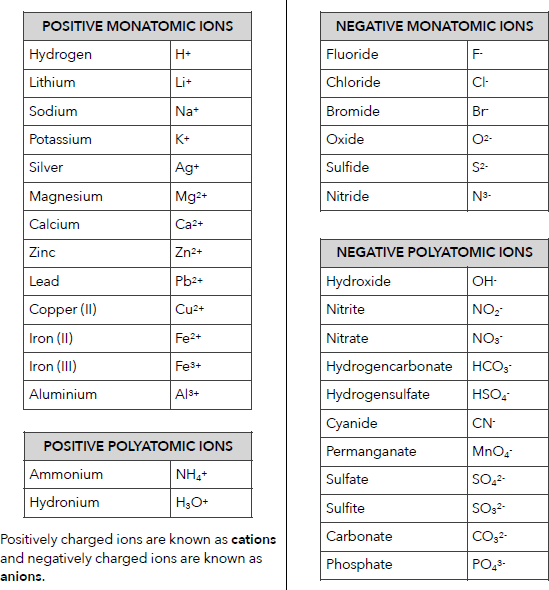 POSITIVE MONATOMIC IONS
Hydrogen H⁺
Lithium Li⁺
Sodium Na⁺
Potassium K⁺
Silver Ag⁺
Magnesium Mg²⁺
Calcium Ca²⁺
Zinc Zn²⁺
Lead Pb²⁺
Copper (II) Cu²⁺
Iron (II) Fe²⁺
Iron (III) Fe³⁺
Aluminium Al³⁺
POSITIVE POLYATOMIC IONS
Ammonium NH₄⁺
Hydronium H₃O⁺
Positively charged ions are known as cations
and negatively charged ions are known as
anions.
NEGATIVE MONATOMIC IONS
Fluoride F⁻
Chloride Cl⁻
Bromide Br⁻
Oxide O²⁻
Sulfide S²⁻
Nitride N³⁻
NEGATIVE POLYATOMIC IONS
Hydroxide OH⁻
Nitrite NO₂⁻
Nitrate NO₃⁻
Hydrogencarbonate HCO₃⁻
Hydrogensulfate HSO₄⁻
Cyanide CN⁻
Permanganate MnO₄⁻
Sulfate SO₄²⁻
Sulfite SO₃²⁻
Carbonate CO₃²⁻
Phosphate PO₄³⁻